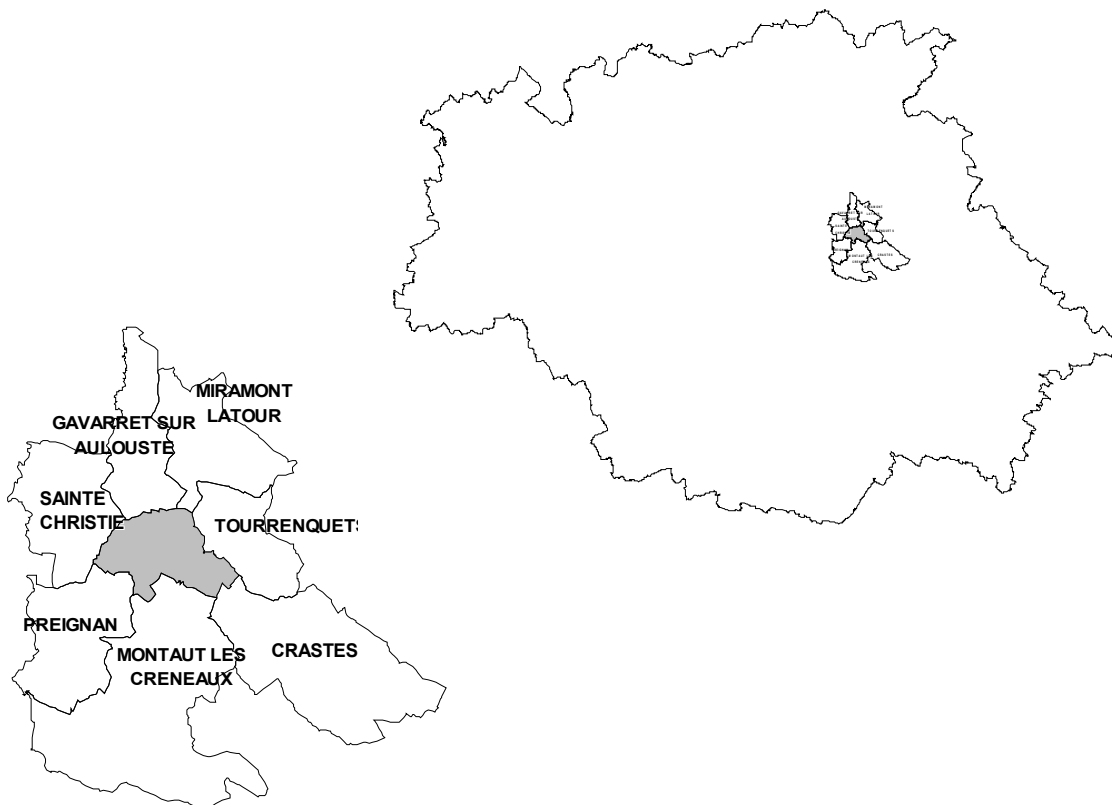 MIRAMONT
LATOUR
GAVARRET SUR
AULOUSTE
SAINTE
CHRISTIE
TOURRENQUETS
PREIGNAN
MONTAUT LES
CRENEAUX
CRASTES